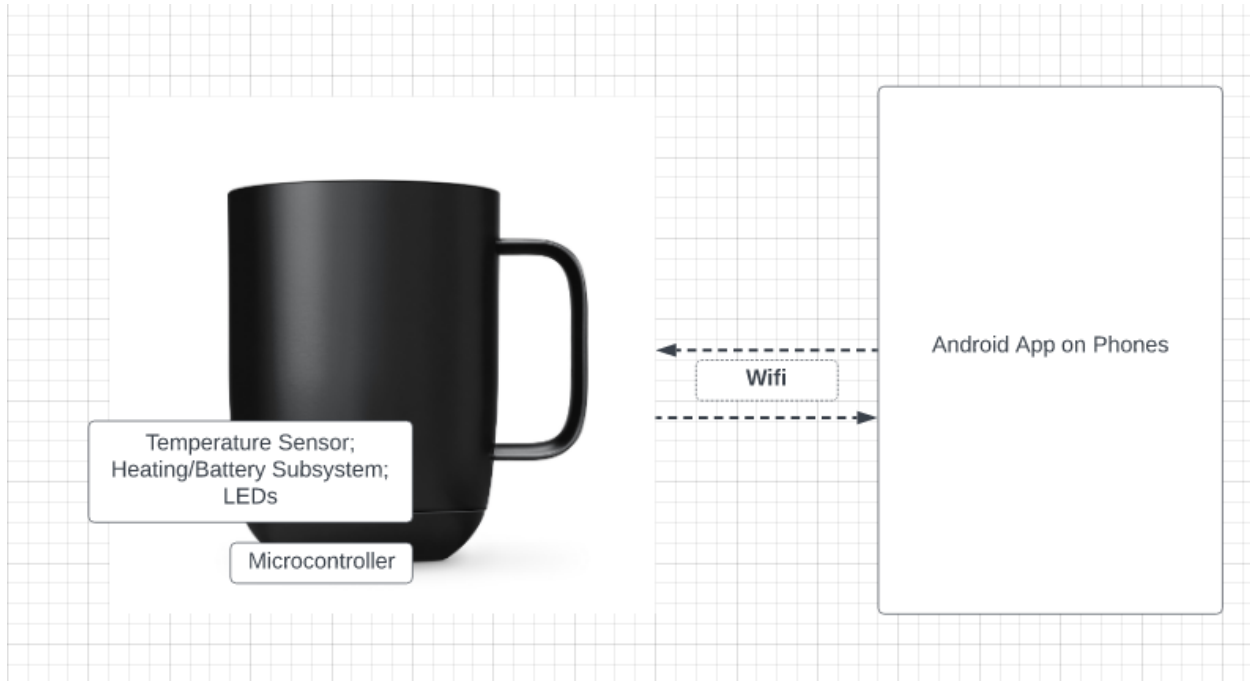 Temperature Sensor;
Heating/Battery Subsystem;
LEDs
Microcontroller
Wifi
Android App on Phones